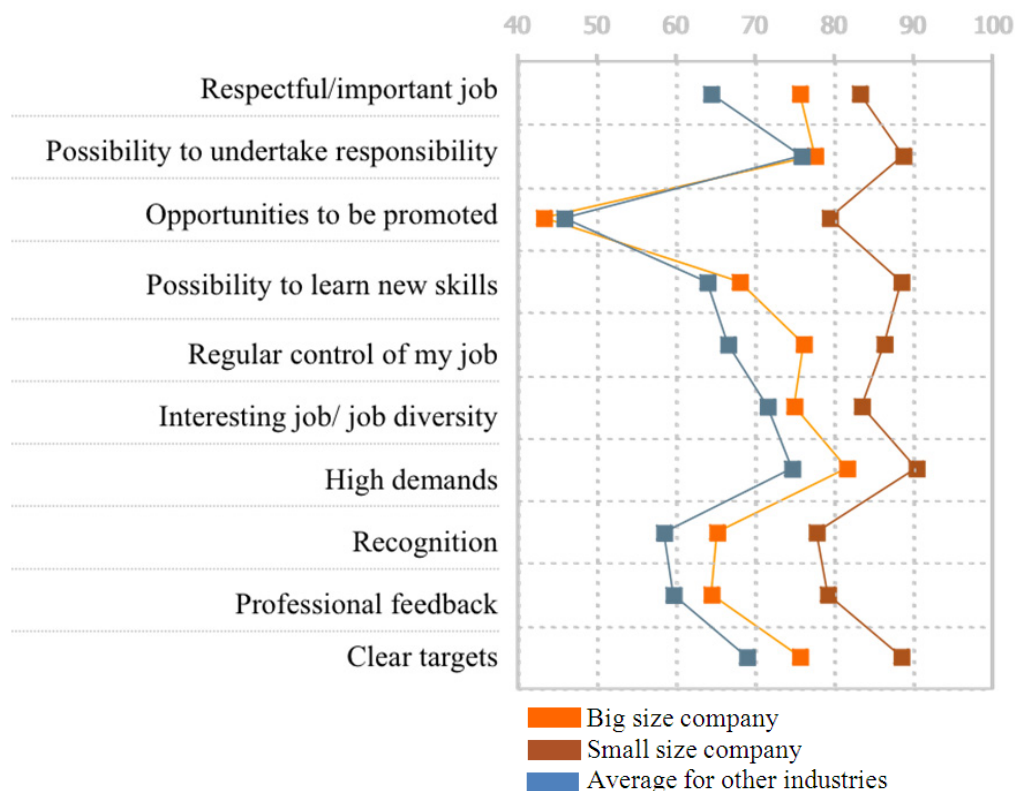 40 50 60 70 80 90 100
Respectful/important job
Possibility to undertake responsibility
Opportunities to be promoted
Possibility to learn new skills
Regular control of my job
Interesting job/ job diversity
High demands
Recognition
Professional feedback
Clear targets
Big size company
Small size company
Average for other industries